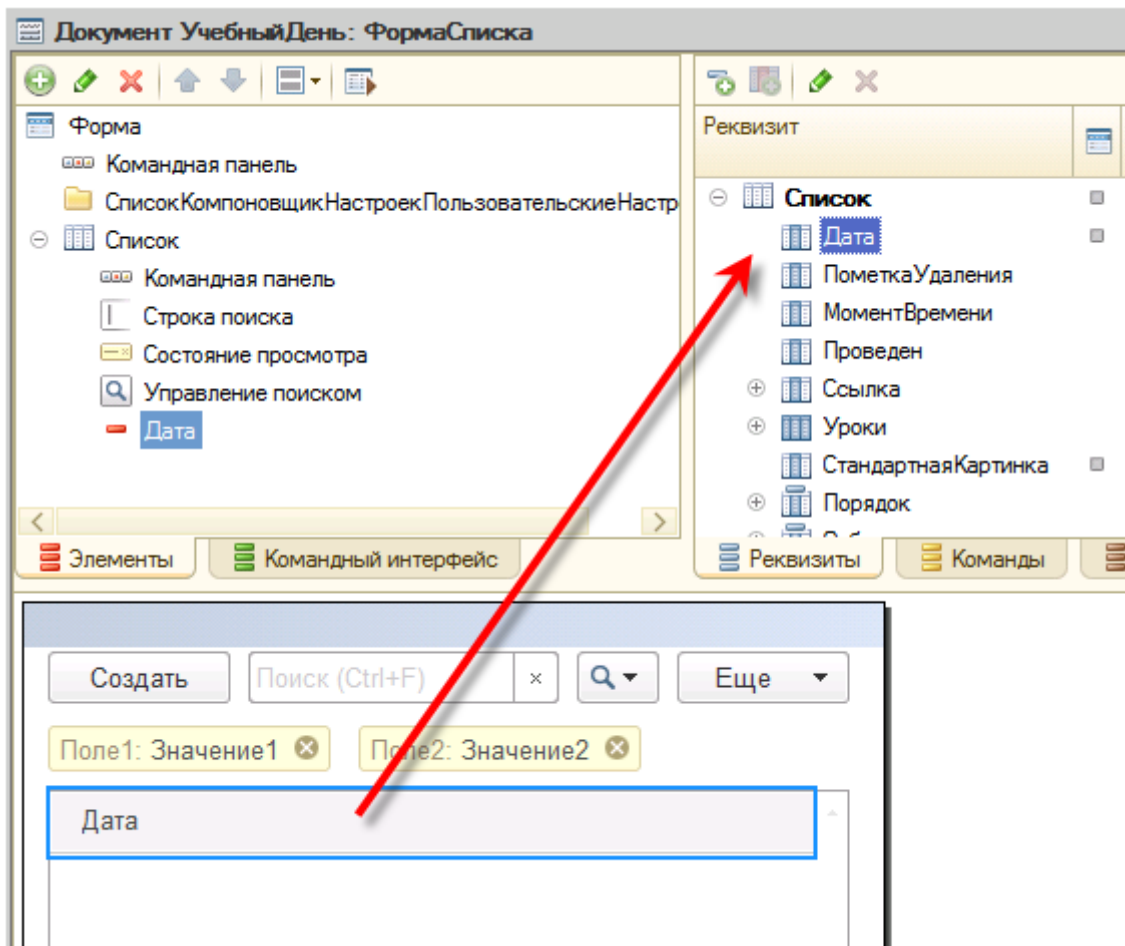 Документ УчебныйДень: ФормаСписка
Форма
Командная панель
СписокКомпоновщикНастроекПользовательскиеНастр
Список
Командная панель
Строка поиска
Состояние просмотра
Управление поиском
Дата
Элементы
Командный интерфейс
Реквизит
Список
Дата
ПометкаУдаления
МоментВремени
Проведен
Ссылка
Уроки
СтандартнаяКартинка
Порядок
Реквизиты
Команды
Создать
Поиск (Ctrl+F)
Еще
Поле1: Значение1
Поле2: Значение2
Дата